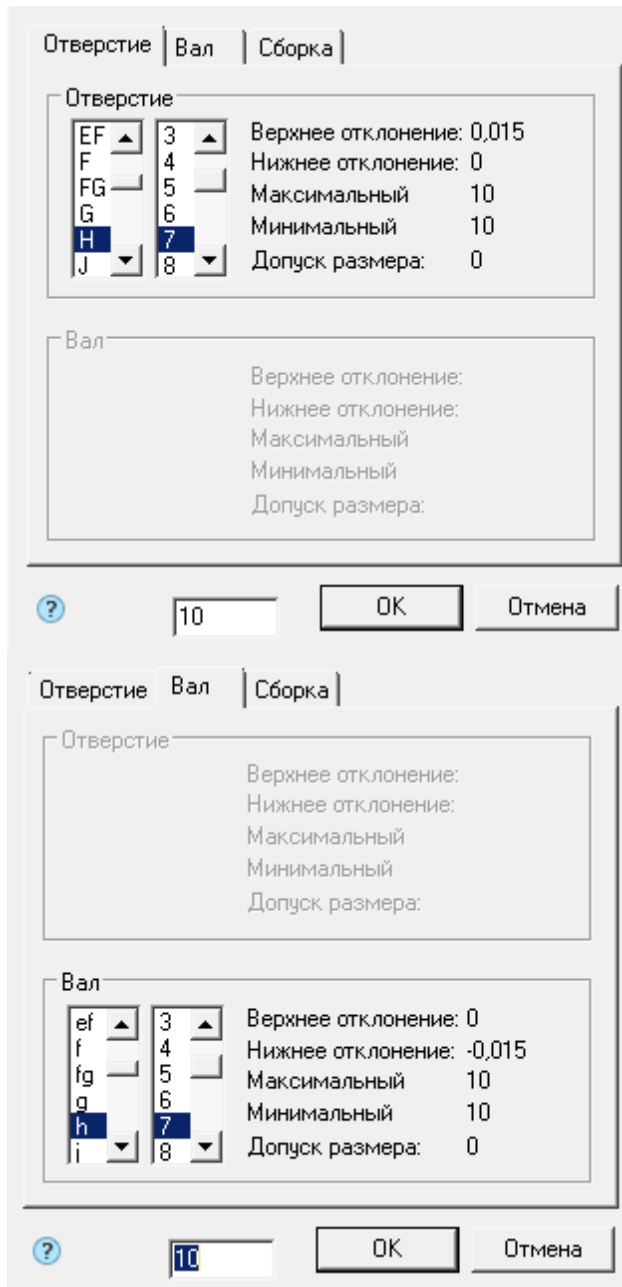 Отверстие Вал Сборка
Отверстие
EF 3 Верхнее отклонение: 0,015
F 4 Нижнее отклонение: 0
FG 5 Максимальный 10
G 6 Минимальный 10
H 7
J 8 Допуск размера: 0
Вал
Верхнее отклонение:
Нижнее отклонение:
Максимальный
Минимальный
Допуск размера:
? 10 OK Отмена
Отверстие Вал Сборка
Отверстие
Верхнее отклонение:
Нижнее отклонение:
Максимальный
Минимальный
Допуск размера:
Вал
ef 3 Верхнее отклонение: 0
f 4 Нижнее отклонение: -0,015
fg 5 Максимальный 10
g 6 Минимальный 10
h 7
8 Допуск размера: 0
? 10 OK Отмена